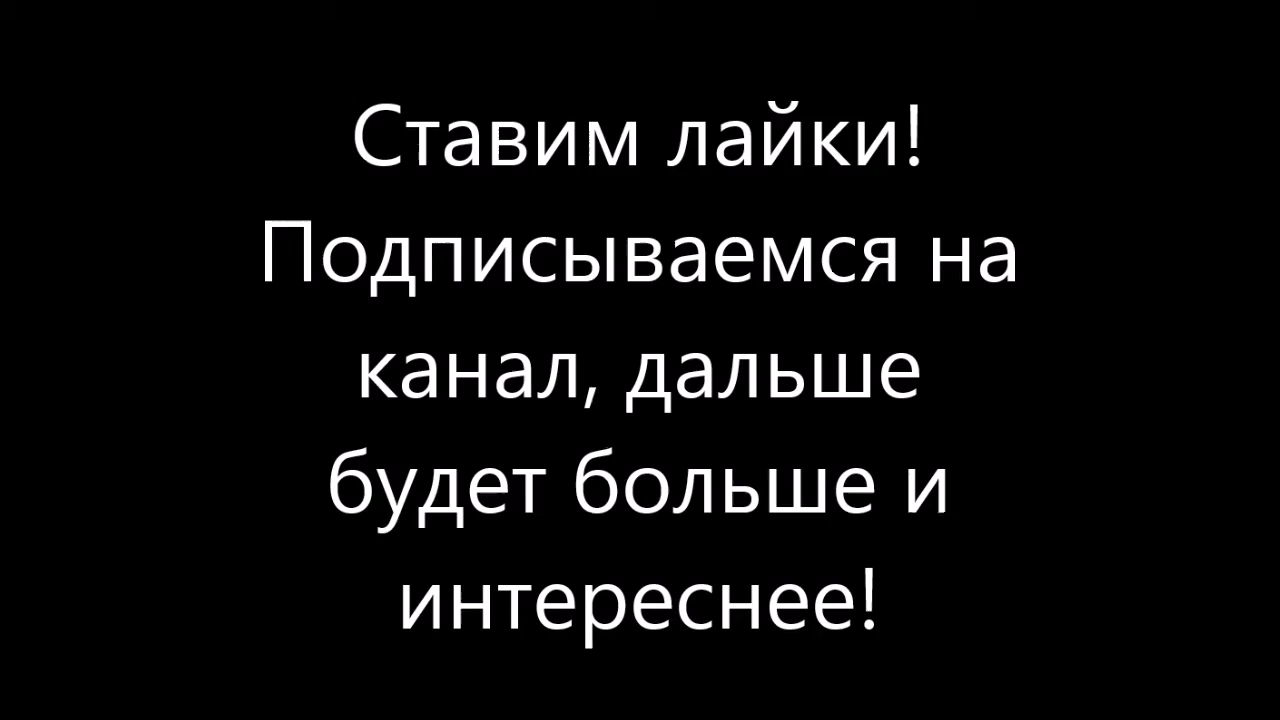 Ставим лайки!
Подписываемся на
канал, дальше
будет больше и
интереснее!